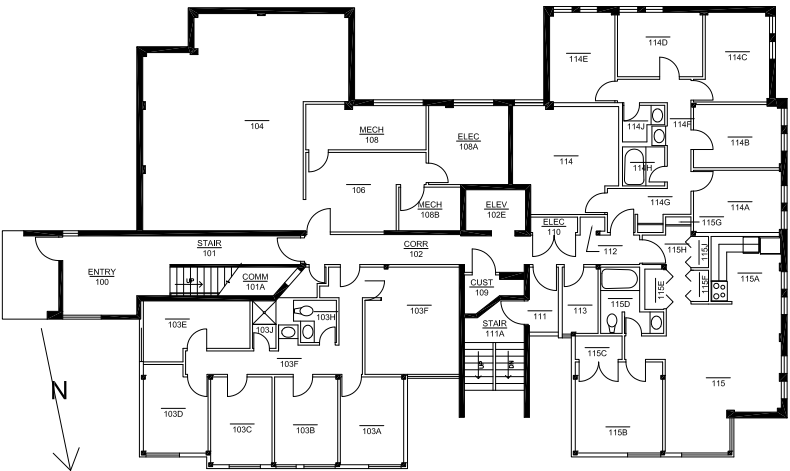 114E
114D
114C
104
MECH
108
ELEC
108A
114J
114F
114B
114
114H
106
MECH
108B
ELEV
102E
114G
114A
115G
ELEC
110
STAIR
101
CORR
102
112
115H
115J
115A
ENTRY
100
UP
COMM
101A
CUST
109
115E
115F
103E
103J
103H
103F
STAIR
111A
111
113
115D
103F
115C
UP
DN
115
N
103D
103C
103B
103A
115B